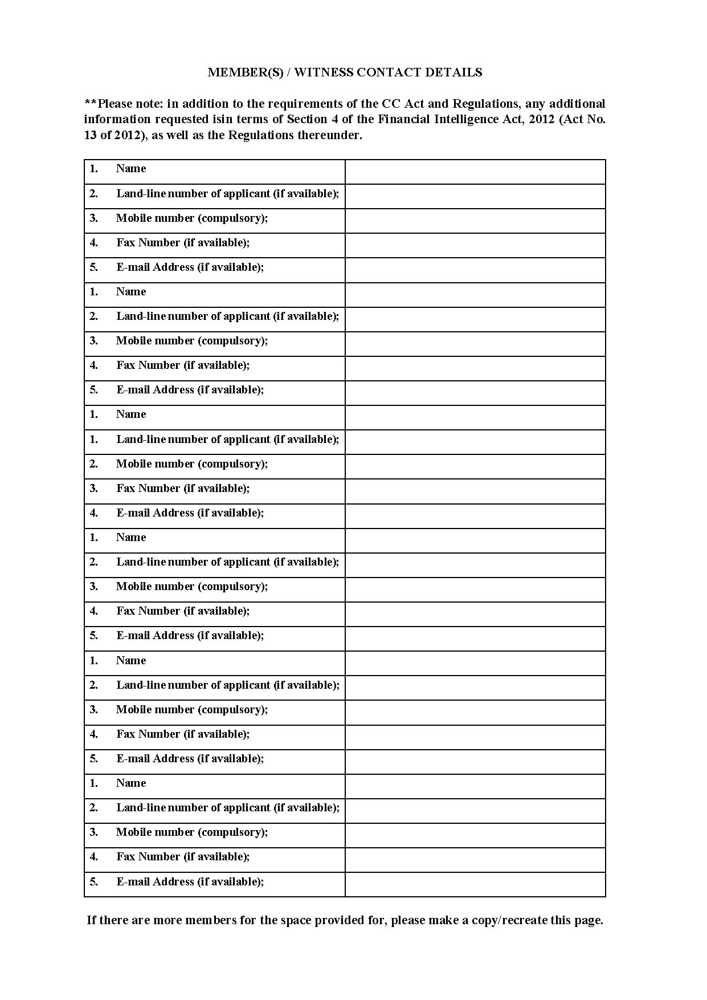 MEMBER(S) / WITNESS CONTACT DETAILS
**Please note: in addition to the requirements of the CC Act and Regulations, any additional
information requested isin terms of Section 4 of the Financial Intelligence Act, 2012 (Act No.
13 of 2012), as well as the Regulations thereunder.
1. Name
2. Land-line number of applicant (if available);
3. Mobile number (compulsory);
4. Fax Number (if available);
5. E-mail Address (if available);
1. Name
2. Land-line number of applicant (if available);
3. Mobile number (compulsory);
4. Fax Number (if available);
5. E-mail Address (if available);
1. Name
1. Land-line number of applicant (if available);
2. Mobile number (compulsory);
3. Fax Number (if available);
4. E-mail Address (if available);
1. Name
2. Land-line number of applicant (if available);
3. Mobile number (compulsory);
4. Fax Number (if available);
5. E-mail Address (if available);
1. Name
2. Land-line number of applicant (if available);
3. Mobile number (compulsory);
4. Fax Number (if available);
5. E-mail Address (if available);
1. Name
2. Land-line number of applicant (if available);
3. Mobile number (compulsory);
4. Fax Number (if available);
5. E-mail Address (if available);
If there are more members for the space provided for, please make a copy/recreate this page.